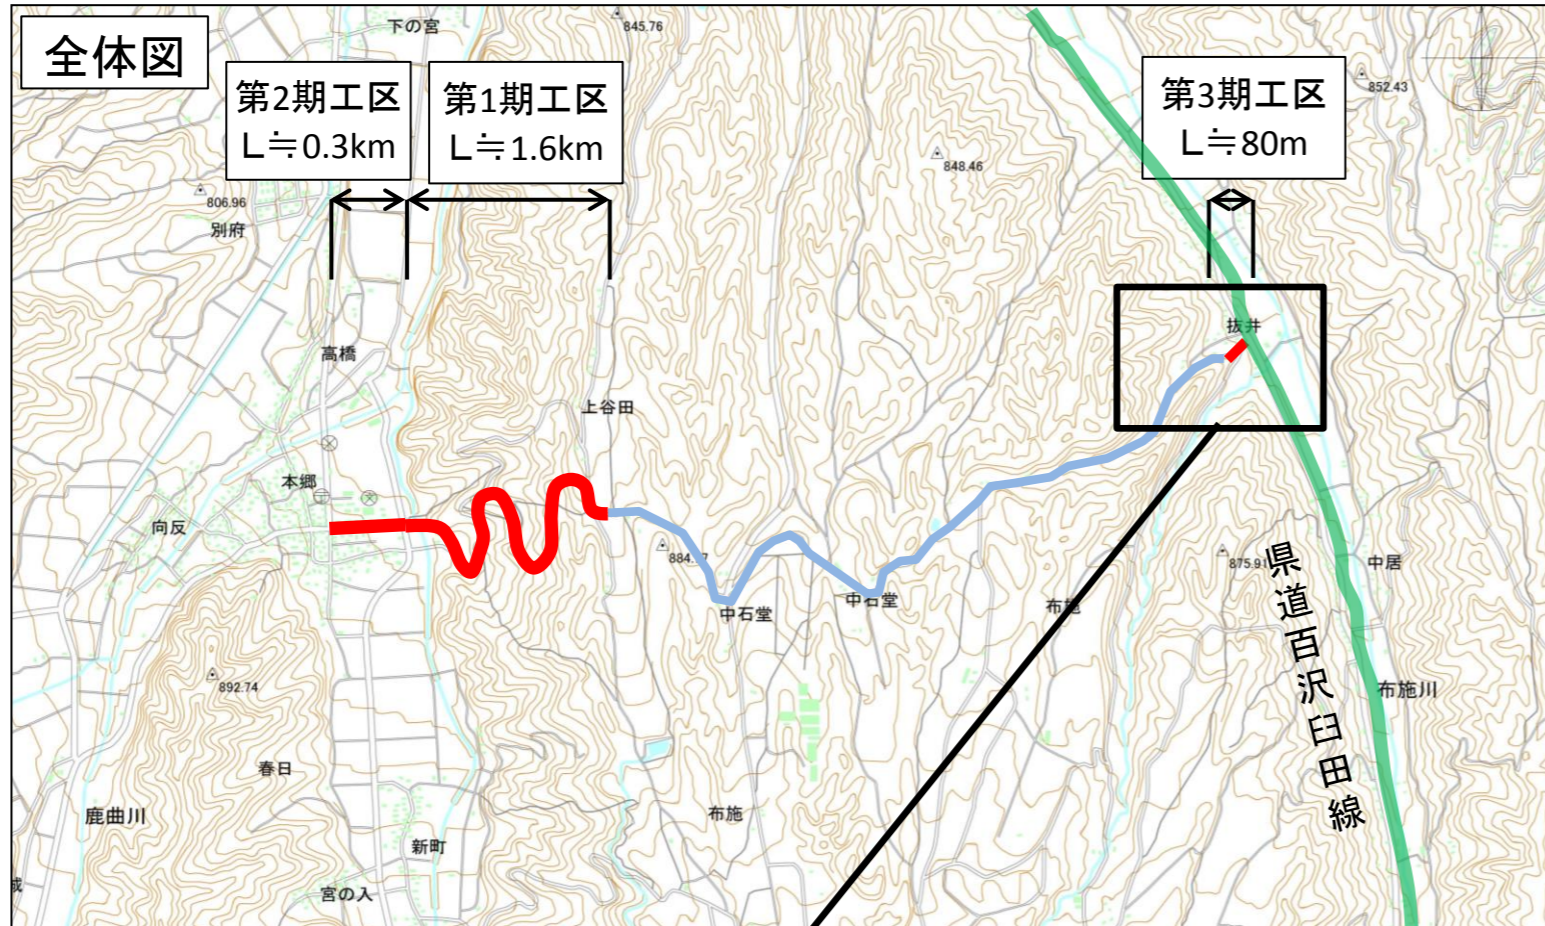 全体図
第2期工区
L≒0.3km
第1期工区
L≒1.6km
第3期工区
L≒80m
下の宮
845.76
852.43
848.46
806.96
別府
抜井
高橋
上谷田
本郷
向反
884.
875.91
中居
中石堂
中石堂
布施
県道百沢臼田線
892.74
布施川
春日
鹿曲川
布施
新町
宮の入